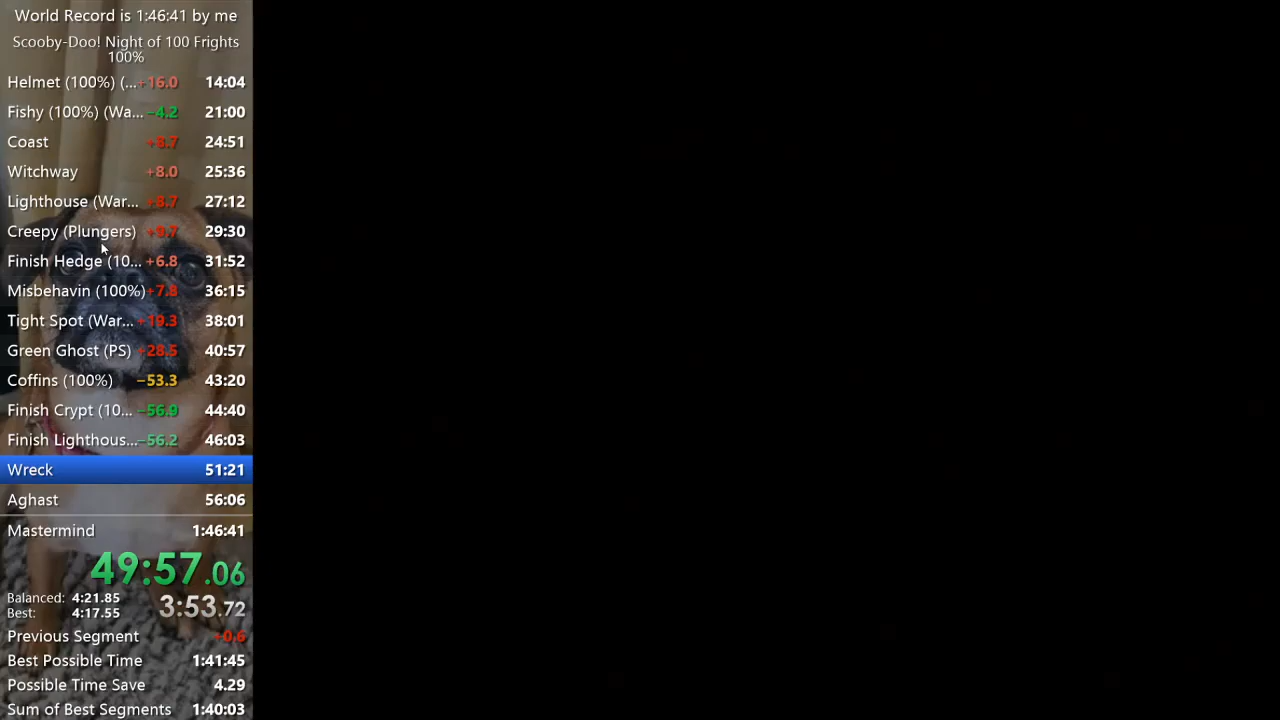 World Record is 1:46:41 by me
Scooby-Doo! Night of 100 Frights
100%
Helmet (100%) (... +16.0 14:04
Fishy (100%) (Wa... −4.2 21:00
Coast +8.7 24:51
Witchway +8.0 25:36
Lighthouse (War... +8.7 27:12
Creepy (Plungers) +9.7 29:30
Finish Hedge (10... +6.8 31:52
Misbehavin (100%) +7.8 36:15
Tight Spot (War... +19.3 38:01
Green Ghost (PS) +28.5 40:57
Coffins (100%) −53.3 43:20
Finish Crypt (10... −56.9 44:40
Finish Lighthous... −56.2 46:03
Wreck 51:21
Aghast 56:06
Mastermind 1:46:41
49:57.06
Balanced: 4:21.85
Best: 4:17.55
3:53.72
Previous Segment +0.6
Best Possible Time 1:41:45
Possible Time Save 4.29
Sum of Best Segments 1:40:03